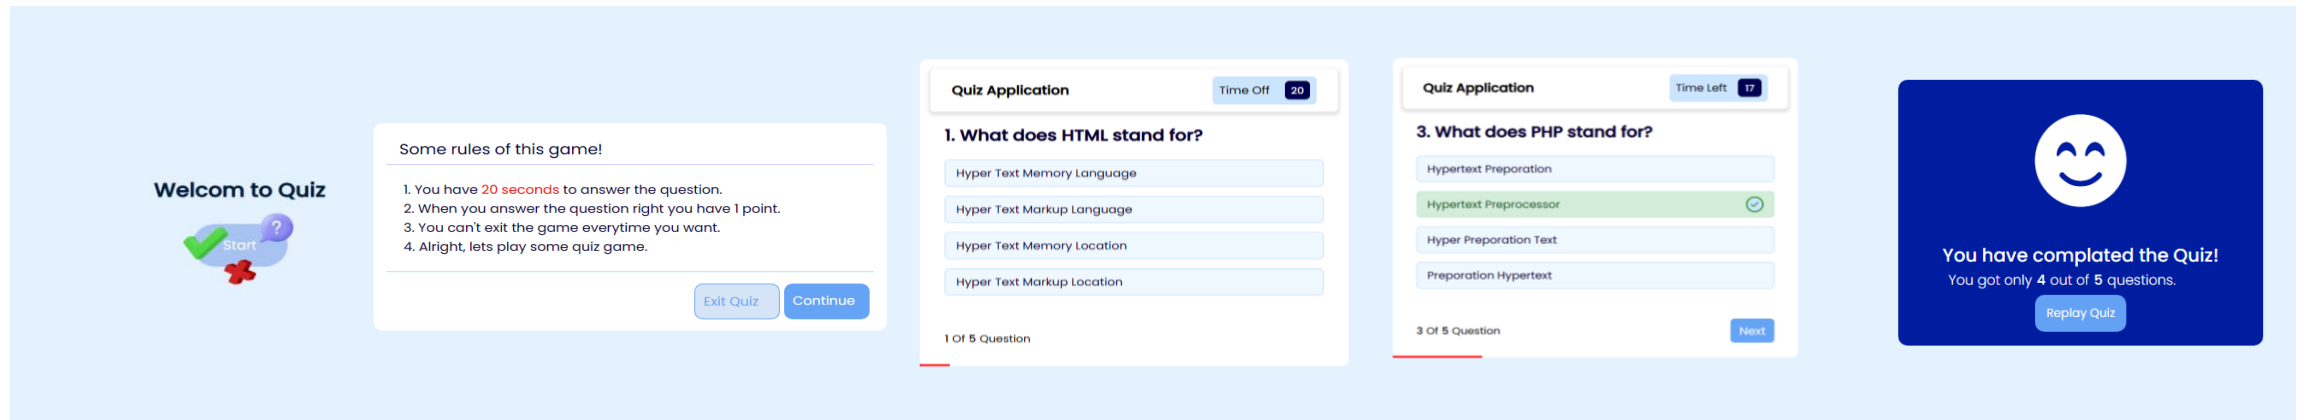 Welcom to Quiz
?
Start
Some rules of this game!
1. You have 20 seconds to answer the question.
2. When you answer the question right you have 1 point.
3. You can't exit the game everytime you want.
4. Alright, lets play some quiz game.
Exit Quiz
Continue
Quiz Application
Time Off 20
1. What does HTML stand for?
Hyper Text Memory Language
Hyper Text Markup Language
Hyper Text Memory Location
Hyper Text Markup Location
1 Of 5 Question
Quiz Application
Time Left 17
3. What does PHP stand for?
Hypertext Preporation
Hypertext Preprocessor
Hyper Preporation Text
Preporation Hypertext
3 Of 5 Question
Next
You have complated the Quiz!
You got only 4 out of 5 questions.
Replay Quiz